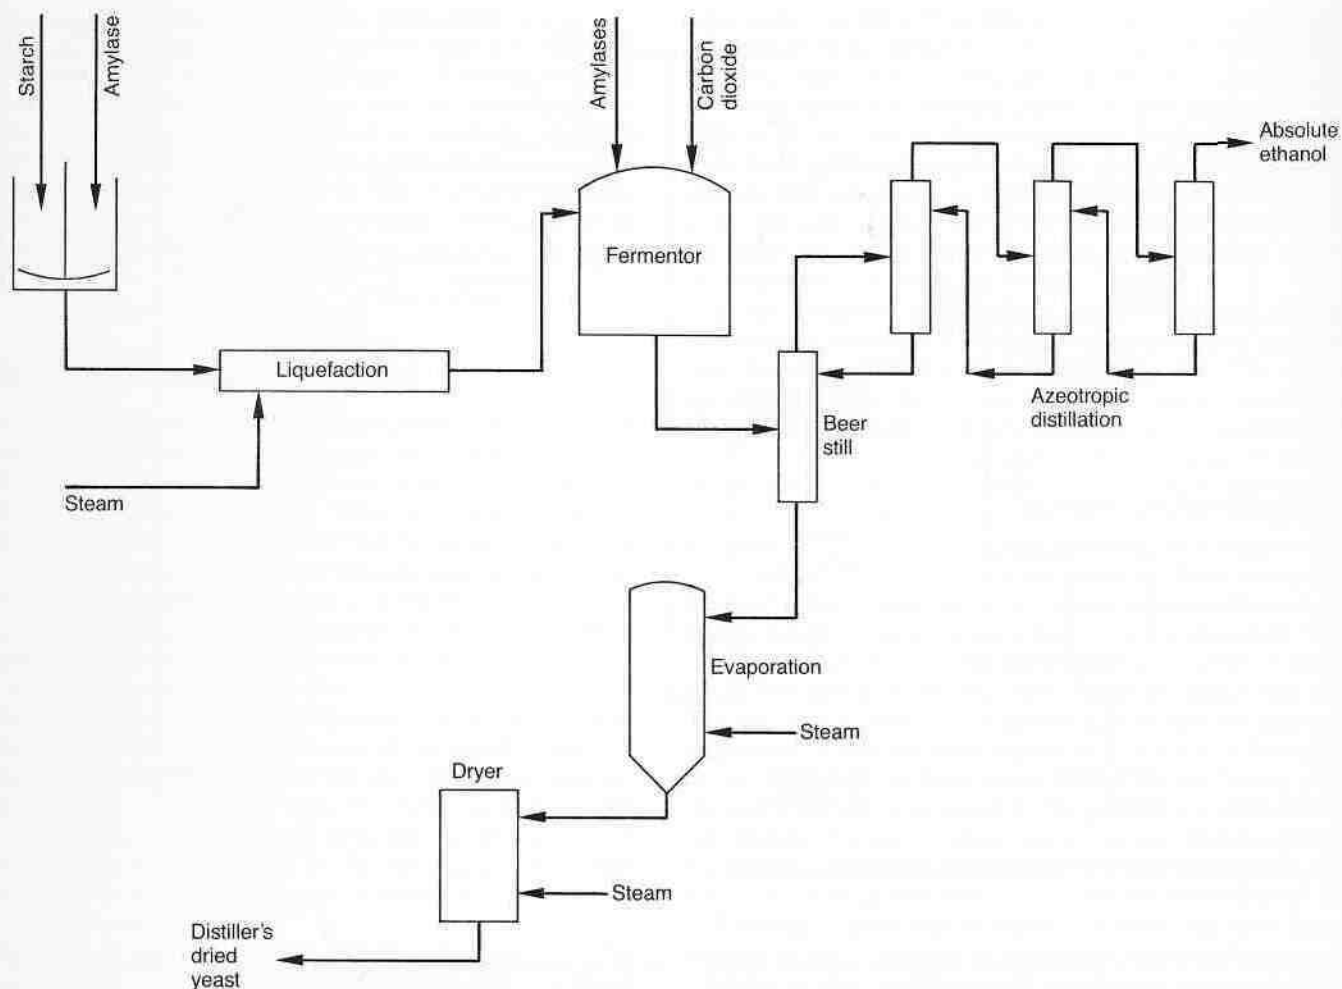 Starch
Amylase
Amylases
Carbon
dioxide
Absolute
ethanol
Fermentor
Liquefaction
Azeotropic
distillation
Beer
still
Steam
Evaporation
Steam
Dryer
Steam
Distiller's
dried
yeast